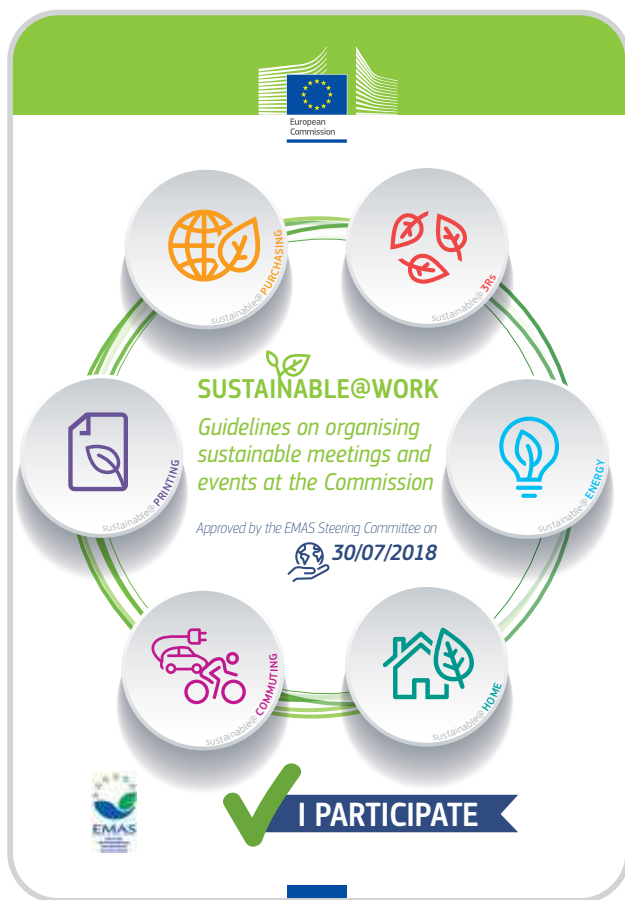 European
Commission
sustainable@PURCHASING
sustainable@3Rs
SUSTAINABLE@WORK
Guidelines on organising
sustainable meetings and
events at the Commission
sustainable@PRINTING
sustainable@ENERGY
Approved by the EMAS Steering Committee on
30/07/2018
sustainable@COMMUTING
sustainable@HOME
EMAS
I PARTICIPATE